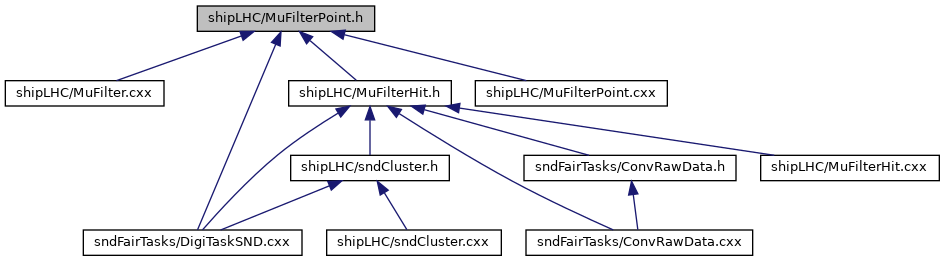 shipLHC/MuFilterPoint.h
shipLHC/MuFilter.cxx
shipLHC/MuFilterHit.h
shipLHC/MuFilterPoint.cxx
shipLHC/sndCluster.h
sndFairTasks/ConvRawData.h
shipLHC/MuFilterHit.cxx
sndFairTasks/DigiTaskSND.cxx
shipLHC/sndCluster.cxx
sndFairTasks/ConvRawData.cxx